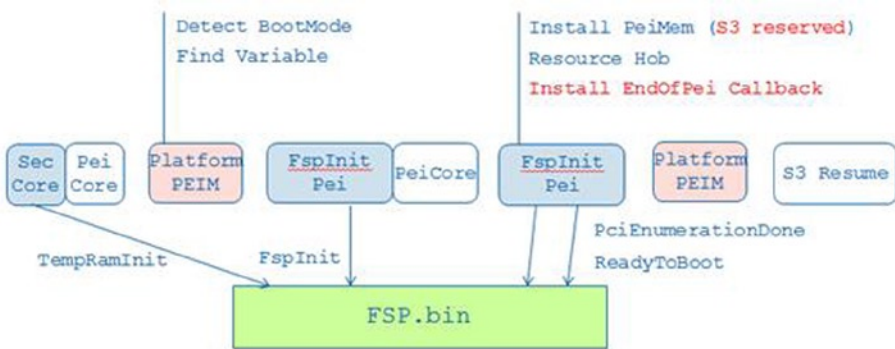 Detect BootMode
Find Variable
Install PeiMem (S3 reserved)
Resource Hob
Install EndOfPei Callback
Sec
Core
Pei
Core
Platform
PEIM
FspInit
Pei
PeiCore
FspInit
Pei
Platform
PEIM
S3 Resume
TempRamInit
FspInit
PciEnumerationDone
ReadyToBoot
FSP.bin